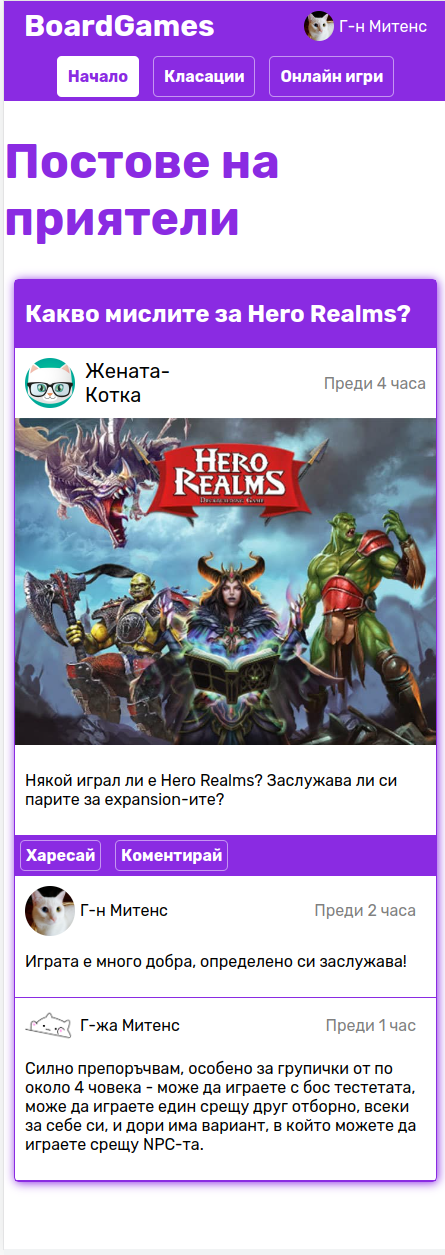 BoardGames
Г-н Митенс
Начало
Класации
Онлайн игри
Постове на
приятели
Какво мислите за Hero Realms?
Жената-
Котка
Преди 4 часа
HERO
REALMS
DECKBUILDING GAME
Някой играл ли е Hero Realms? Заслужава ли си
парите за expansion-ите?
Харесай
Коментирай
Г-н Митенс
Преди 2 часа
Играта е много добра, определено си заслужава!
Г-жа Митенс
Преди 1 час
Силно препоръчвам, особено за групички от по
около 4 човека - може да играете с бос тестетата,
може да играете един срещу друг отборно, всеки
за себе си, и дори има вариант, в който можете да
играете срещу NPC-та.